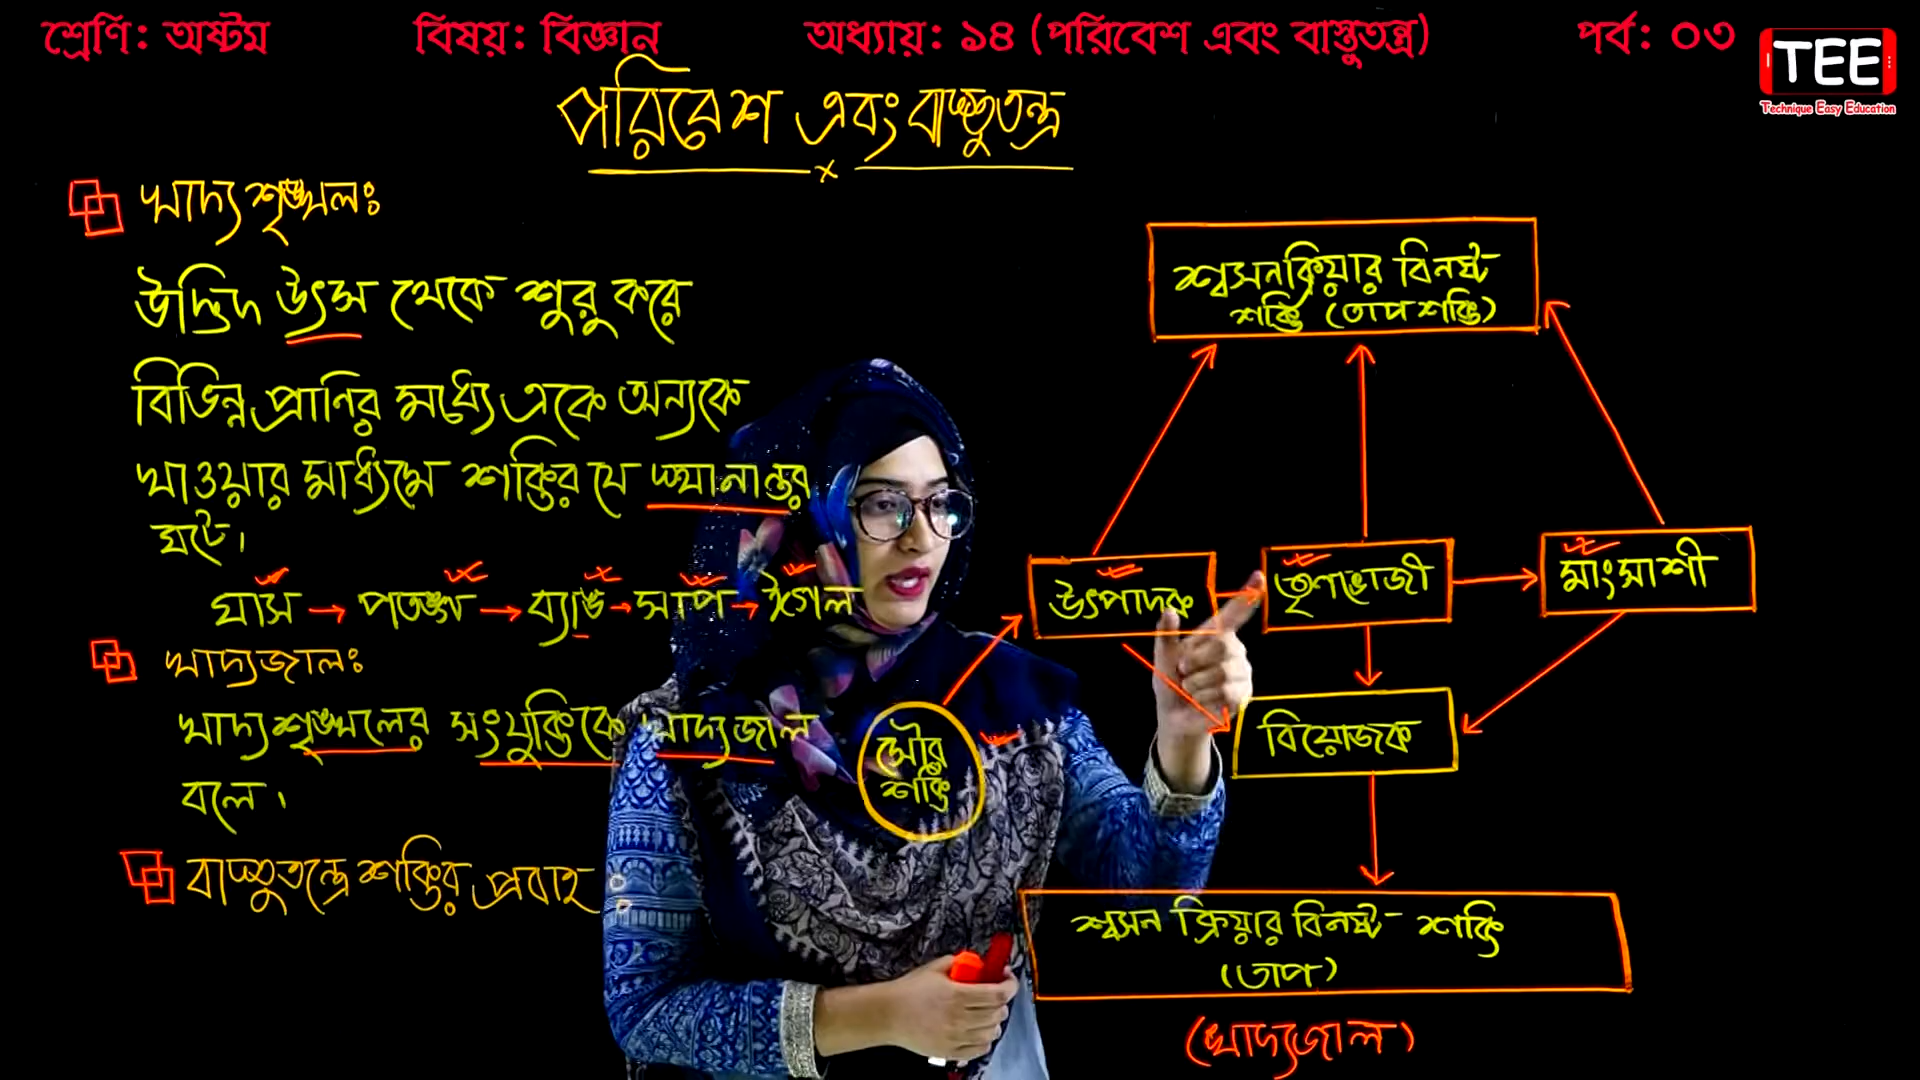 শ্রেণি: অষ্টম
বিষয়: বিজ্ঞান
অধ্যায়: ১৪ (পরিবেশ এবং বাস্তুতন্ত্র)
পর্ব: ০৩
TEE
Technique Easy Education
পরিবেশ এবং বাস্তুতন্ত্র
খাদ্য শৃঙ্খলঃ
উদ্ভিদ উৎস থেকে শুরু করে
বিভিন্ন প্রানির মধ্যে একে অন্যকে
খাওয়ার মাধ্যমে শক্তির যে স্থানান্তর
ঘটে।
ঘাস → পতঙ্গ → ব্যাঙ → সাপ → ঈগল
খাদ্যজালঃ
খাদ্য শৃঙ্খলের সংযুক্তিকে খাদ্যজাল
বলে।
বাস্তুতন্ত্রে শক্তির প্রবাহ
শ্বসনক্রিয়ার বিনষ্ট
শক্তি (তাপ শক্তি)
উৎপাদক
তৃণভোজী
মাংসাশী
সৌর
শক্তি
বিয়োজক
শ্বসন ক্রিয়ার বিনষ্ট শক্তি
(তাপ)
(খাদ্যজাল)